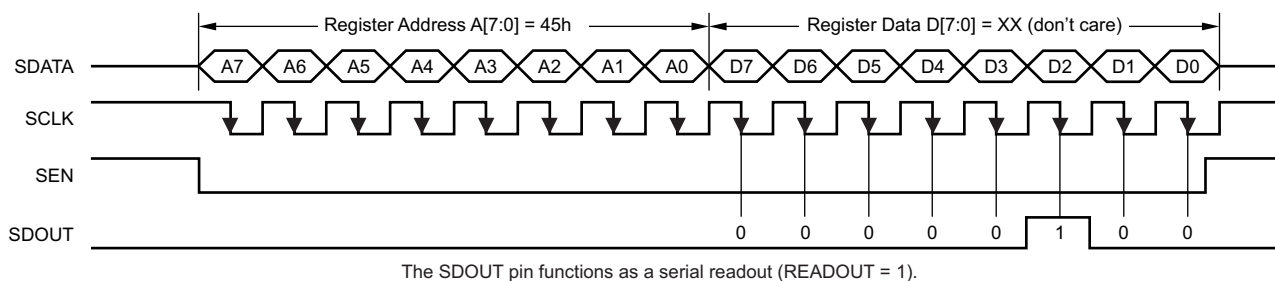 Register Address A[7:0] = 45h Register Data D[7:0] = XX (don't care)
SDATA A7 A6 A5 A4 A3 A2 A1 A0 D7 D6 D5 D4 D3 D2 D1 D0
SCLK
SEN
SDOUT 0 0 0 0 0 1 0 0
The SDOUT pin functions as a serial readout (READOUT = 1).